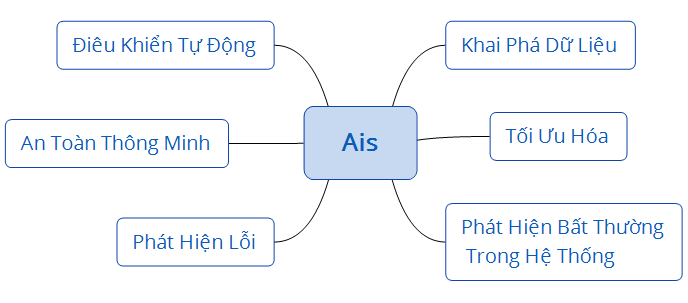 Điêu Khiển Tự Động
Khai Phá Dữ Liệu
Ais
An Toàn Thông Minh
Tối Ưu Hóa
Phát Hiện Lỗi
Phát Hiện Bất Thường
Trong Hệ Thống